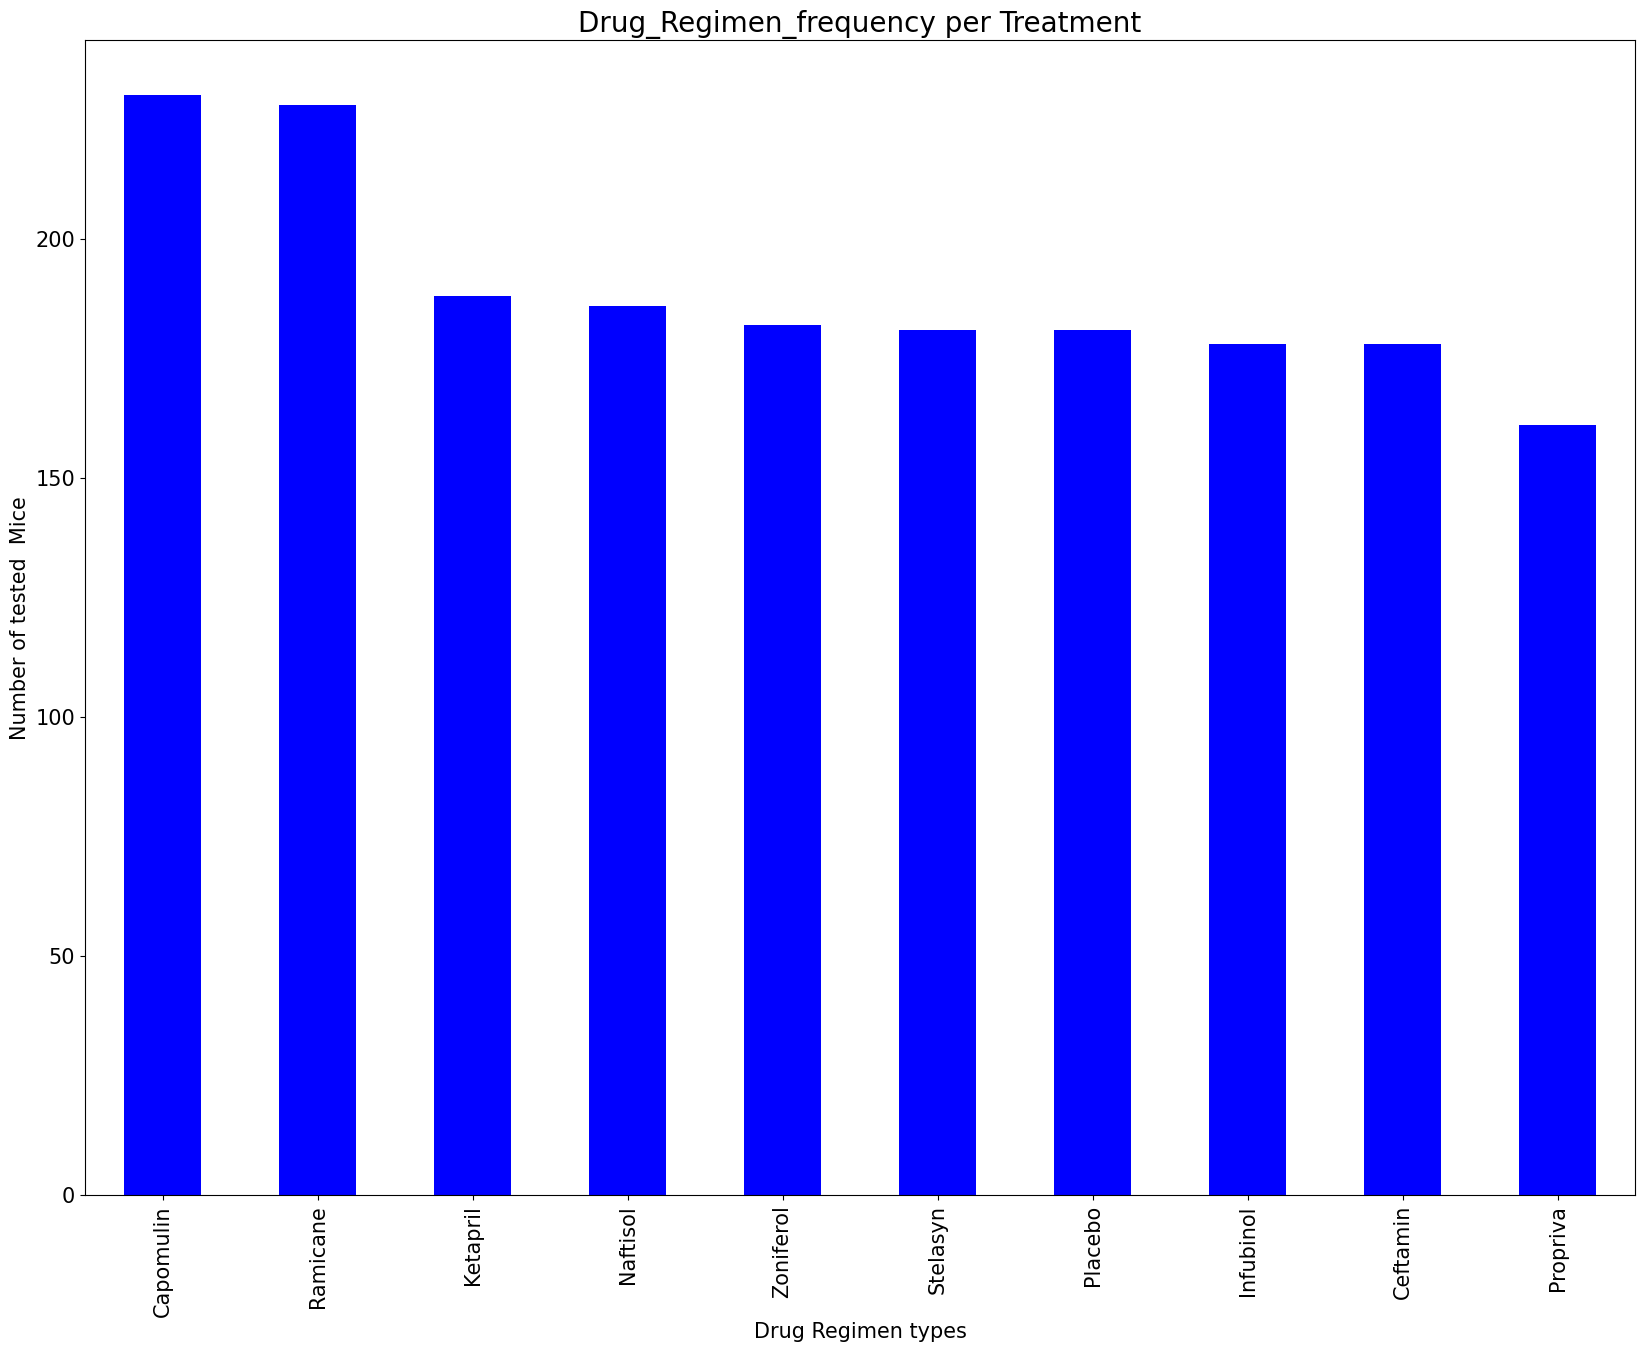 Drug_Regimen_frequency per Treatment
Number of tested  Mice
200
150
100
50
0
Capomulin
Ramicane
Ketapril
Naftisol
Zoniferol
Stelasyn
Placebo
Infubinol
Ceftamin
Propriva
Drug Regimen types